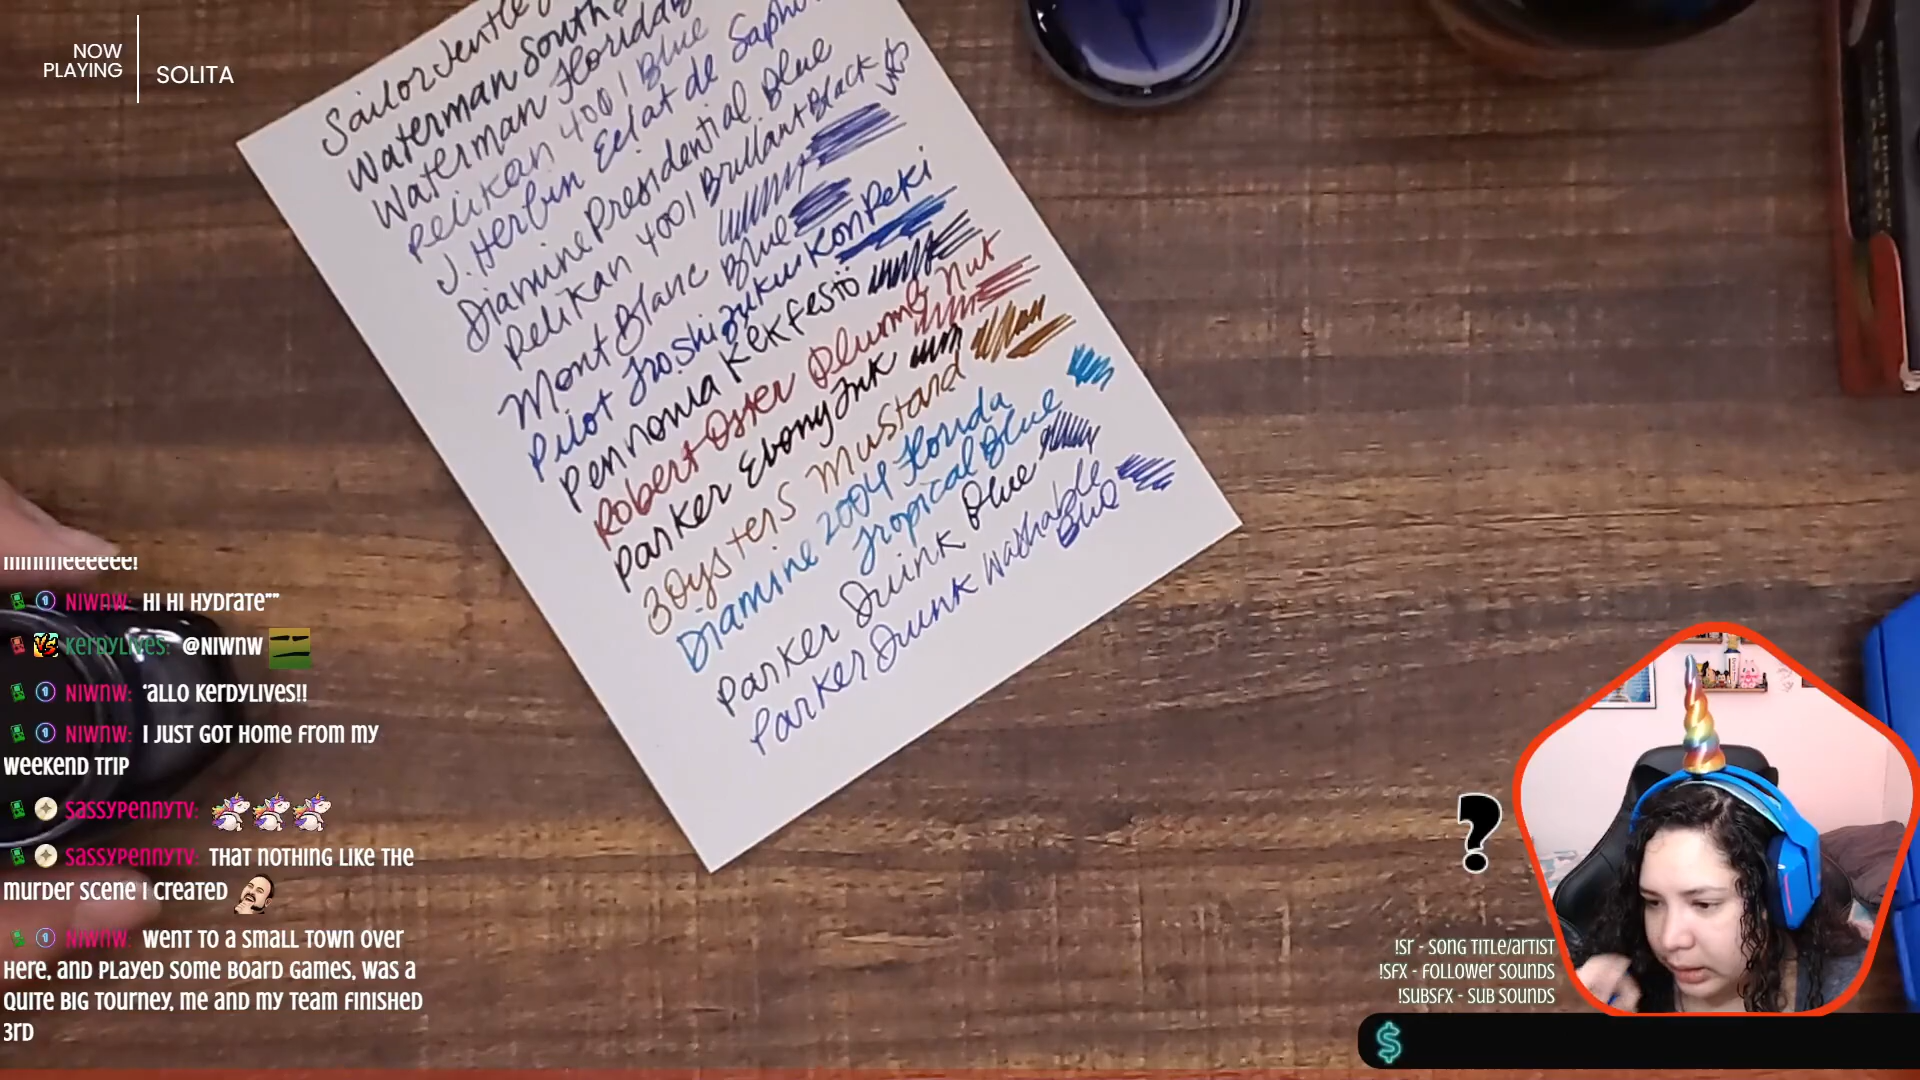 NOW
PLAYING
SOLITA
Sailor Jentle
Waterman South
Waterman Florida
Pelikan 4001 Blue
J. Herbin Eclat de Saphir
Diamine Presidential Blue
Pelikan 4001 Brillant Black
Mont Blanc Blue
Pilot Iroshizuku Kon Peki
Pennonia Kékfestő
Robert Oster Plumb Nut
Parker Ebony Ink
3 Oysters Mustard
Diamine 2004 Florida
Tropical Blue
Parker Quink Blue
Parker Quink Washable
Blue
NIWNW: HI HI HYDRATE
KERDYLIVES: @NIWNW
NIWNW: 'ALLO KERDYLIVES!!
NIWNW: I JUST GOT HOME FROM MY
WEEKEND TRIP
SASSYPENNYTV:
SASSYPENNYTV: THAT NOTHING LIKE THE
MURDER SCENE I CREATED
NIWNW: WENT TO A SMALL TOWN OVER
HERE, AND PLAYED SOME BOARD GAMES, WAS A
QUITE BIG TOURNEY, ME AND MY TEAM FINISHED
3RD
?
!SR - SONG TITLE/ARTIST
!SFX - FOLLOWER SOUNDS
!SUBSFX - SUB SOUNDS
$